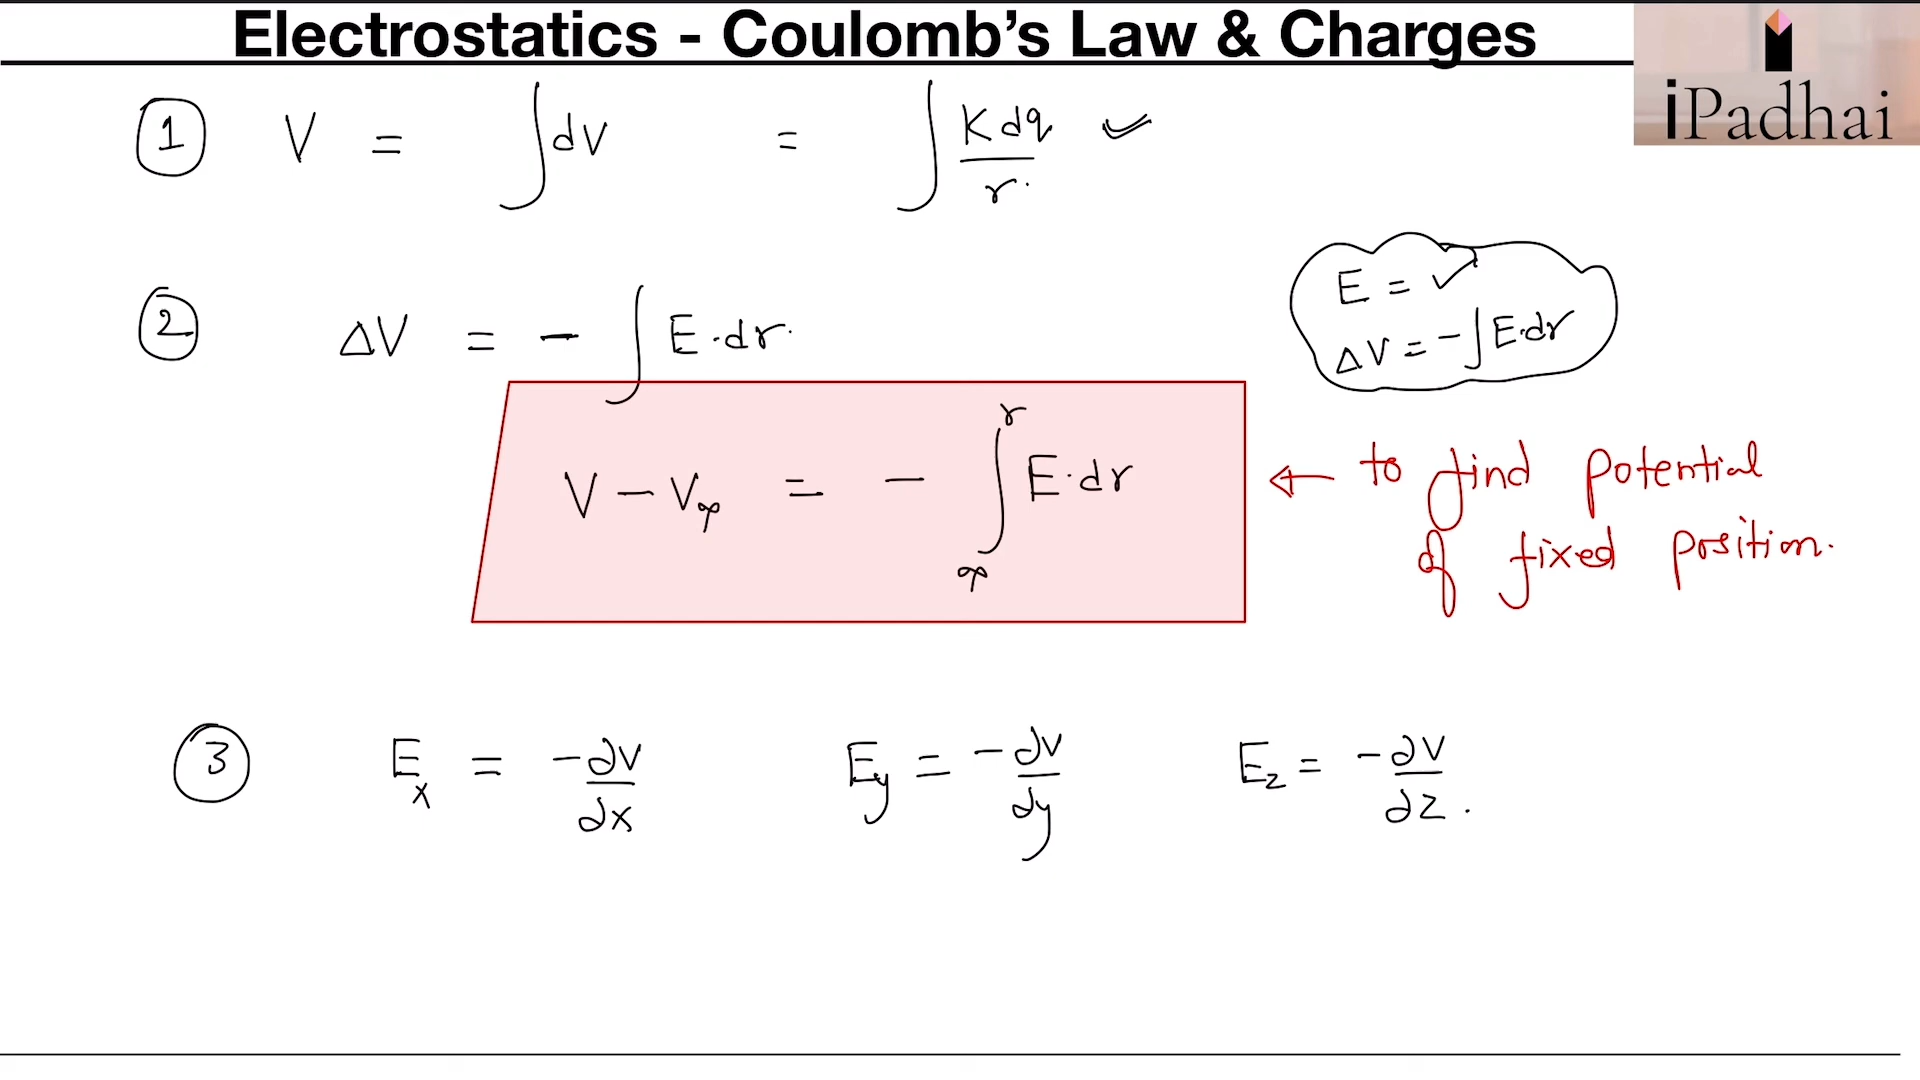 Electrostatics - Coulomb's Law & Charges
iPadhai
1 V = ∫dV = ∫Kdq/r.
2 ΔV = - ∫E.dr.
E = ✓
ΔV = -∫E.dr
V - V∞ = - ∫∞^r E.dr
← to find potential
of fixed position.
3 Ex = -∂V/∂x Ey = -∂V/∂y Ez = -∂V/∂z.